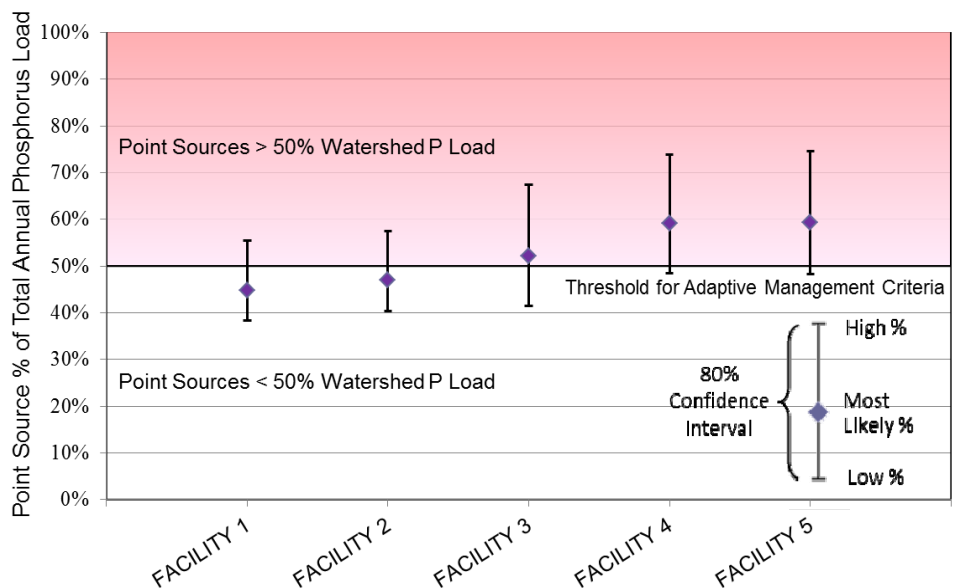 Point Source % of Total Annual Phosphorus Load
100%
90%
80%
70%
60%
50%
40%
30%
20%
10%
0%
Point Sources > 50% Watershed P Load
Threshold for Adaptive Management Criteria
Point Sources < 50% Watershed P Load
80%
Confidence
Interval
High %
Most
Likely %
Low %
FACILITY 1
FACILITY 2
FACILITY 3
FACILITY 4
FACILITY 5